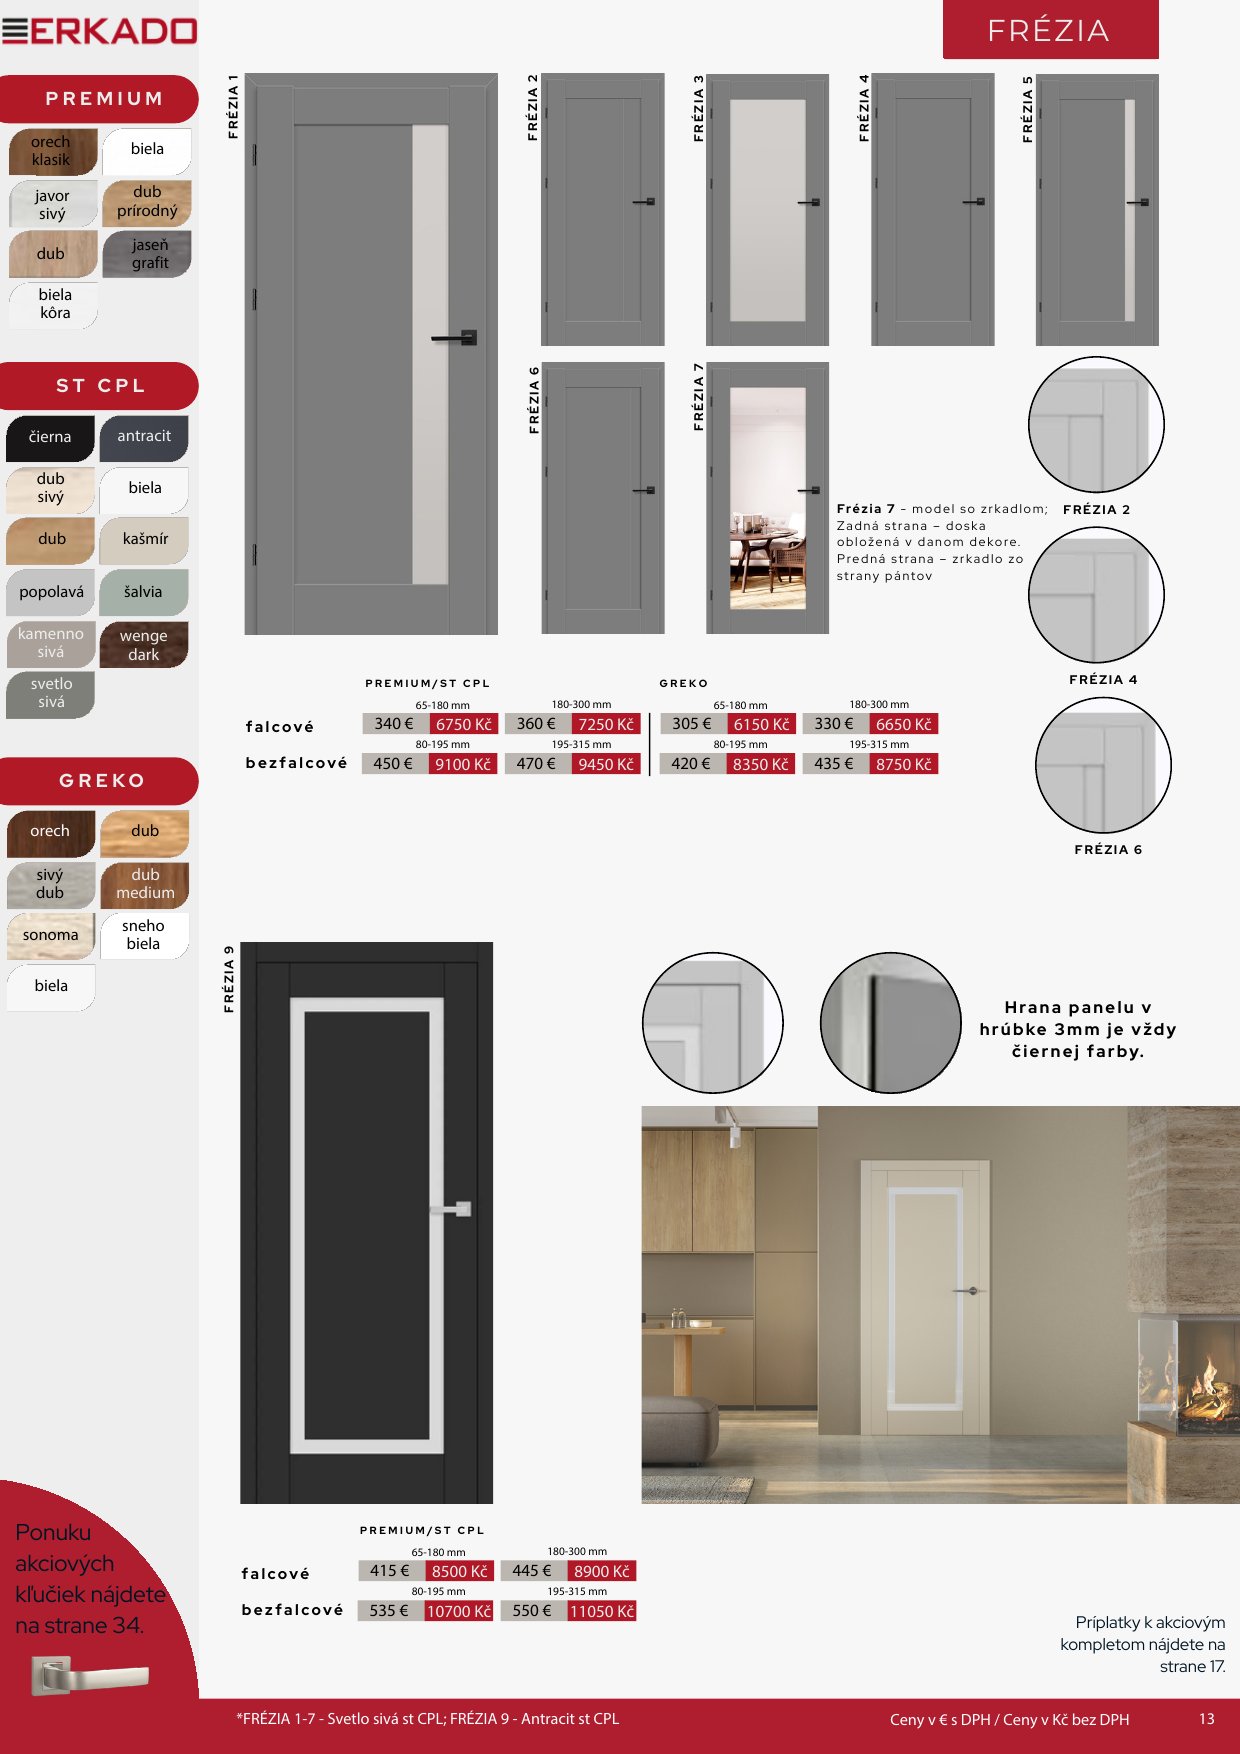 ERKADO
FRÉZIA
PREMIUM
orech
klasik
biela
javor
sivý
dub
prírodný
dub
jaseň
grafit
biela
kôra
ST CPL
čierna
antracit
dub
sivý
biela
dub
kašmír
popolavá
šalvia
kamenno
sivá
wenge
dark
svetlo
sivá
GREKO
orech
dub
sivý
dub
dub
medium
sonoma
sneho
biela
biela
FRÉZIA 1
FRÉZIA 2
FRÉZIA 3
FRÉZIA 4
FRÉZIA 5
FRÉZIA 6
FRÉZIA 7
Frézia 7 - model so zrkadlom;
Zadná strana – doska
obložená v danom dekore.
Predná strana – zrkadlo zo
strany pántov
FRÉZIA 2
FRÉZIA 4
FRÉZIA 6
PREMIUM/ST CPL GREKO
65-180 mm 180-300 mm 65-180 mm 180-300 mm
falcové 340 € 6750 Kč 360 € 7250 Kč 305 € 6150 Kč 330 € 6650 Kč
80-195 mm 195-315 mm 80-195 mm 195-315 mm
bezfalcové 450 € 9100 Kč 470 € 9450 Kč 420 € 8350 Kč 435 € 8750 Kč
FRÉZIA 9
Hrana panelu v
hrúbke 3mm je vždy
čiernej farby.
PREMIUM/ST CPL
65-180 mm 180-300 mm
falcové 415 € 8500 Kč 445 € 8900 Kč
80-195 mm 195-315 mm
bezfalcové 535 € 10700 Kč 550 € 11050 Kč
Ponuku
akciových
kľučiek nájdete
na strane 34.
Príplatky k akciovým
kompletom nájdete na
strane 17.
*FRÉZIA 1-7 - Svetlo sivá st CPL; FRÉZIA 9 - Antracit st CPL
Ceny v € s DPH / Ceny v Kč bez DPH
13